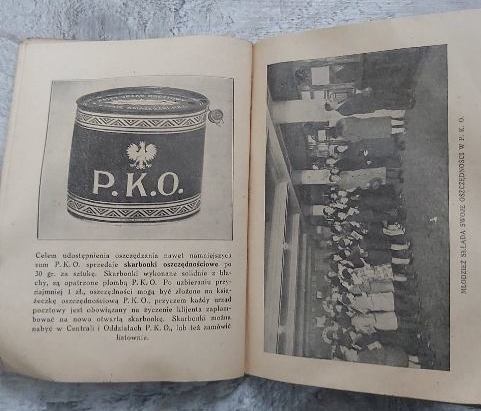 P.K.O.
Celem udostępnienia oszczędzania nawet najmniejszych
sum P. K. O. sprzedaje skarbonki oszczędnościowe po
30 gr. za sztukę. Skarbonki wykonane solidnie z bla-
chy, są opatrzone plombą P. K. O. Po uzbieraniu przy-
najmniej 1 zł., oszczędności mogą być złożone na ksią-
żeczkę oszczędnościową P. K. O., przyczem każdy urząd
pocztowy jest obowiązany na życzenie klijenta zaplom-
bować na nowo otwartą skarbonkę. Skarbonki można
nabyć w Centrali i Oddziałach P. K. O., lub też zamówić
listownie.
MŁODZIEŻ SKŁADA SWOJE OSZCZĘDNOŚCI W P. K. O.